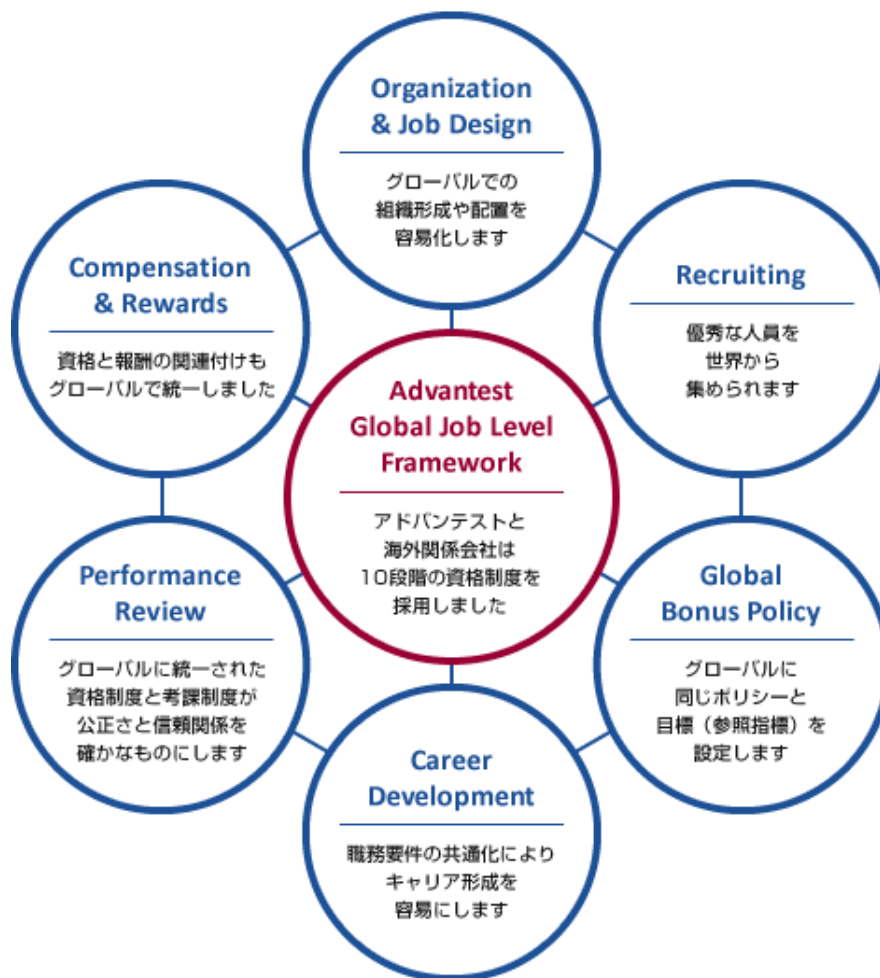 Organization
& Job Design
グローバルでの
組織形成や配置を
容易化します
Compensation
& Rewards
資格と報酬の関連付けも
グローバルで統一しました
Recruiting
優秀な人員を
世界から
集められます
Advantest
Global Job Level
Framework
アドバンテストと
海外関係会社は
10段階の資格制度を
採用しました
Performance
Review
グローバルに統一された
資格制度と考課制度が
公正さと信頼関係を
確かなものにします
Global
Bonus Policy
グローバルに
同じポリシーと
目標（参照指標）を
設定します
Career
Development
職務要件の共通化により
キャリア形成を
容易にします